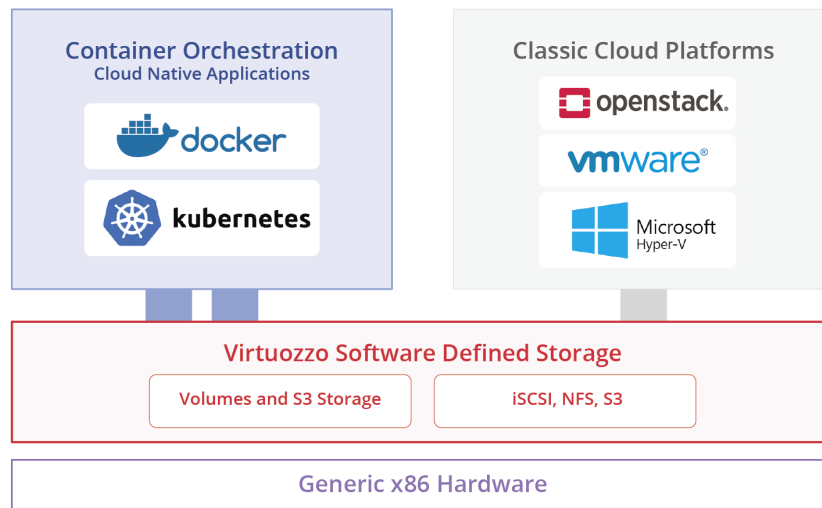 Container Orchestration
Cloud Native Applications
docker
kubernetes
Classic Cloud Platforms
openstack.
vmware®
Microsoft
Hyper-V
Virtuozzo Software Defined Storage
Volumes and S3 Storage
iSCSI, NFS, S3
Generic x86 Hardware